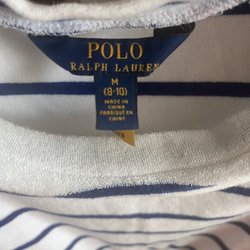 POLO
RALPH LAUREN
M
(8-10)
MADE IN
CHINA
FABRIQUÉ EN
CHINE